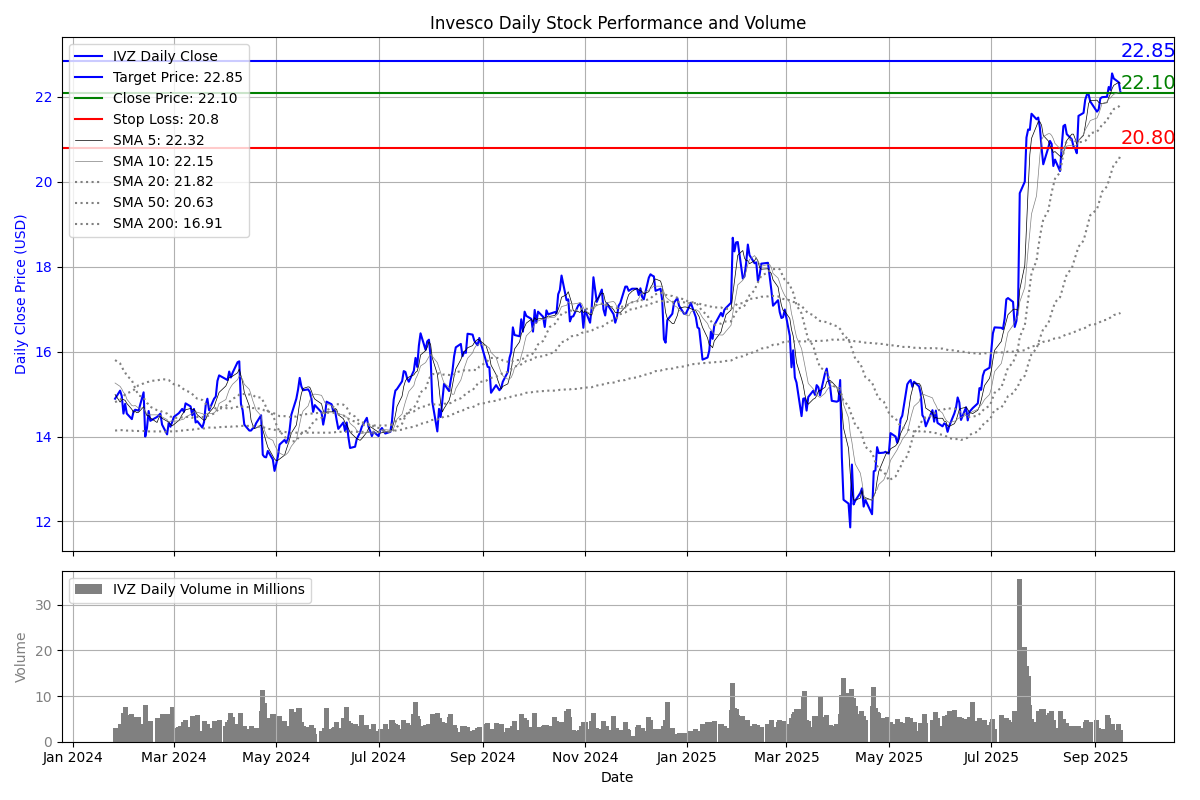 Invesco Daily Stock Performance and Volume
IVZ Daily Close
Target Price: 22.85
Close Price: 22.10
Stop Loss: 20.8
SMA 5: 22.32
SMA 10: 22.15
SMA 20: 21.82
SMA 50: 20.63
SMA 200: 16.91
22.85
22.10
20.80
Daily Close Price (USD)
22
20
18
16
14
12
IVZ Daily Volume in Millions
Volume
30
20
10
0
Jan 2024 Mar 2024 May 2024 Jul 2024 Sep 2024 Nov 2024 Jan 2025 Mar 2025 May 2025 Jul 2025 Sep 2025
Date